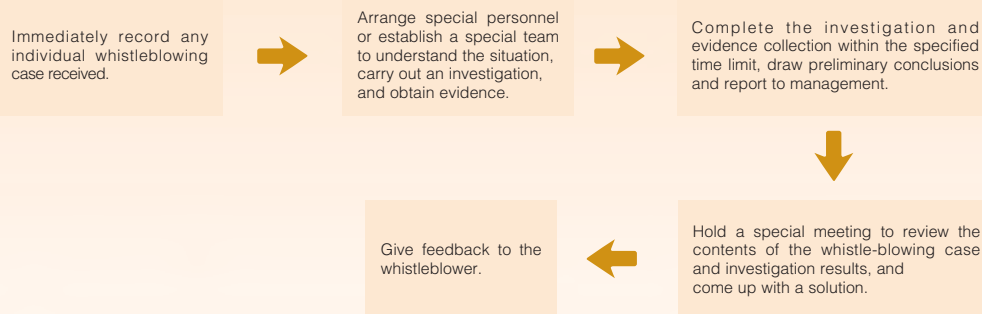 Immediately record any
individual whistleblowing
case received.
Arrange special personnel
or establish a special team
to understand the situation,
carry out an investigation,
and obtain evidence.
Complete the investigation and
evidence collection within the specified
time limit, draw preliminary conclusions
and report to management.
Hold a special meeting to review the
contents of the whistle-blowing case
and investigation results, and
come up with a solution.
Give feedback to the
whistleblower.